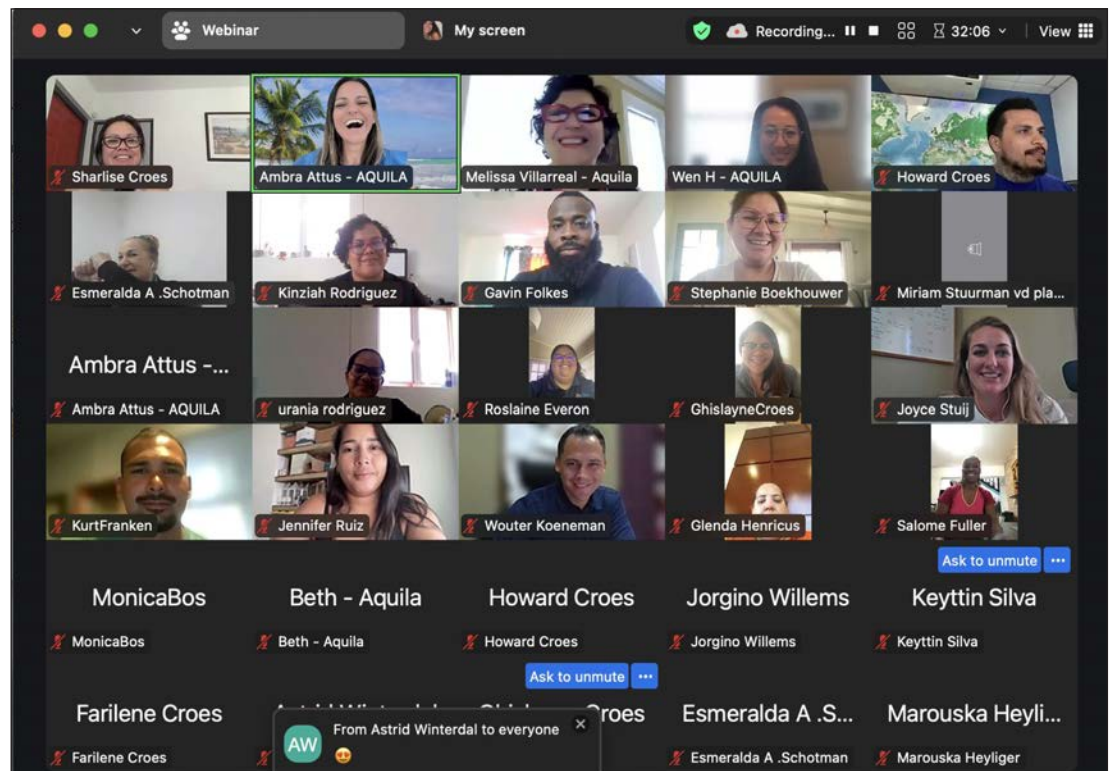 Webinar
My screen
Recording...
32:06
View
Sharlise Croes
Ambra Attus - AQUILA
Melissa Villarreal - Aquila
Wen H - AQUILA
Howard Croes
Esmeralda A .Schotman
Kinziah Rodriguez
Gavin Folkes
Stephanie Boekhouwer
Miriam Stuurman vd pla...
Ambra Attus -...
Ambra Attus - AQUILA
urania rodriguez
Roslaine Everon
GhislayneCroes
Joyce Stuij
KurtFranken
Jennifer Ruiz
Wouter Koeneman
Glenda Henricus
Salome Fuller
Ask to unmute ...
MonicaBos
Beth - Aquila
Howard Croes
Jorgino Willems
Keyttin Silva
MonicaBos
Beth - Aquila
Howard Croes
Jorgino Willems
Keyttin Silva
Ask to unmute ...
Farilene Croes
Croes
Esmeralda A .S...
Marouska Heyli...
AW
From Astrid Winterdal to everyone
😍
Farilene Croes
Esmeralda A .Schotman
Marouska Heyliger